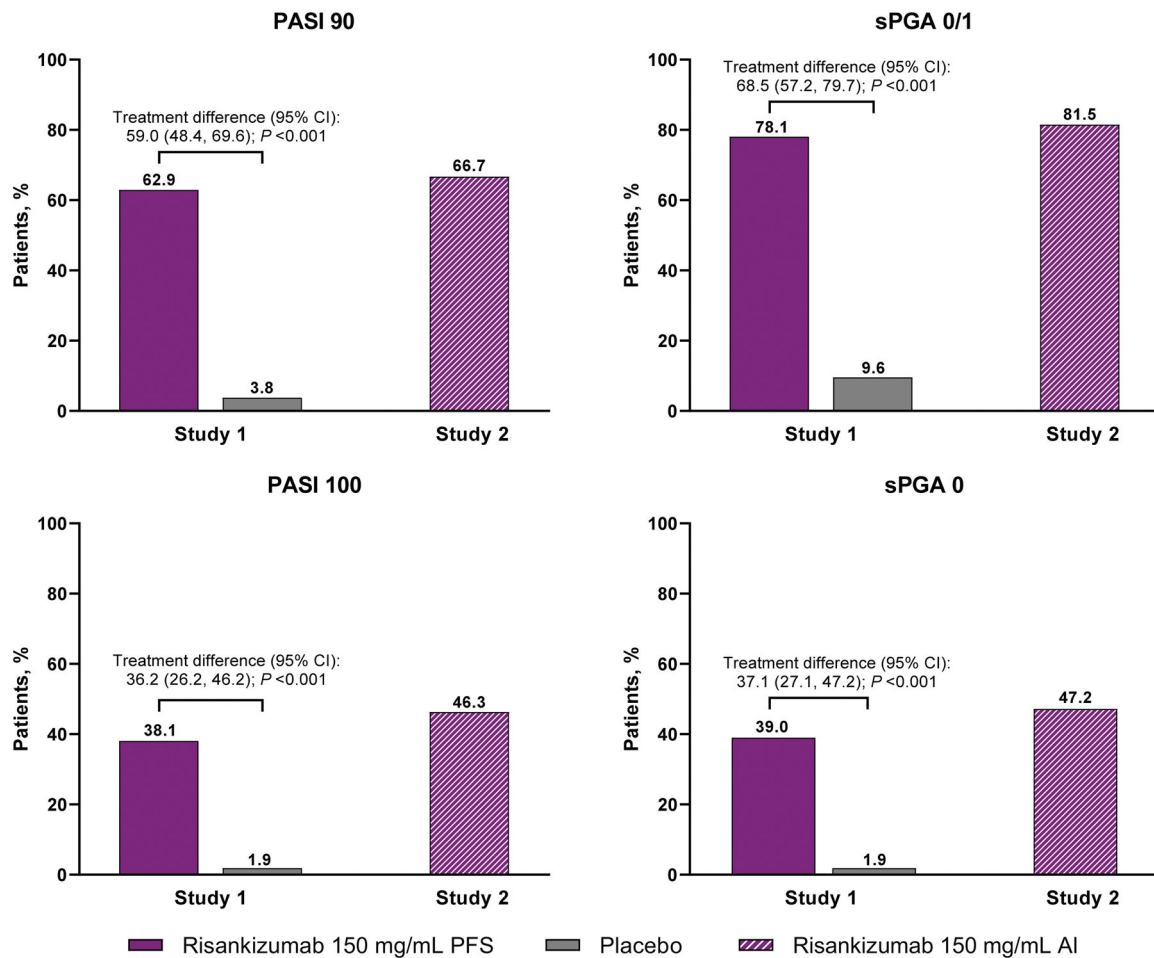 PASI 90
Patients, %
100
80
60
40
20
0
Treatment difference (95% CI):
59.0 (48.4, 69.6); P <0.001
62.9
3.8
66.7
Study 1
Study 2
sPGA 0/1
Patients, %
100
80
60
40
20
0
Treatment difference (95% CI):
68.5 (57.2, 79.7); P <0.001
78.1
9.6
81.5
Study 1
Study 2
PASI 100
Patients, %
100
80
60
40
20
0
Treatment difference (95% CI):
36.2 (26.2, 46.2); P <0.001
38.1
1.9
46.3
Study 1
Study 2
sPGA 0
Patients, %
100
80
60
40
20
0
Treatment difference (95% CI):
37.1 (27.1, 47.2); P <0.001
39.0
1.9
47.2
Study 1
Study 2
Risankizumab 150 mg/mL PFS
Placebo
Risankizumab 150 mg/mL AI